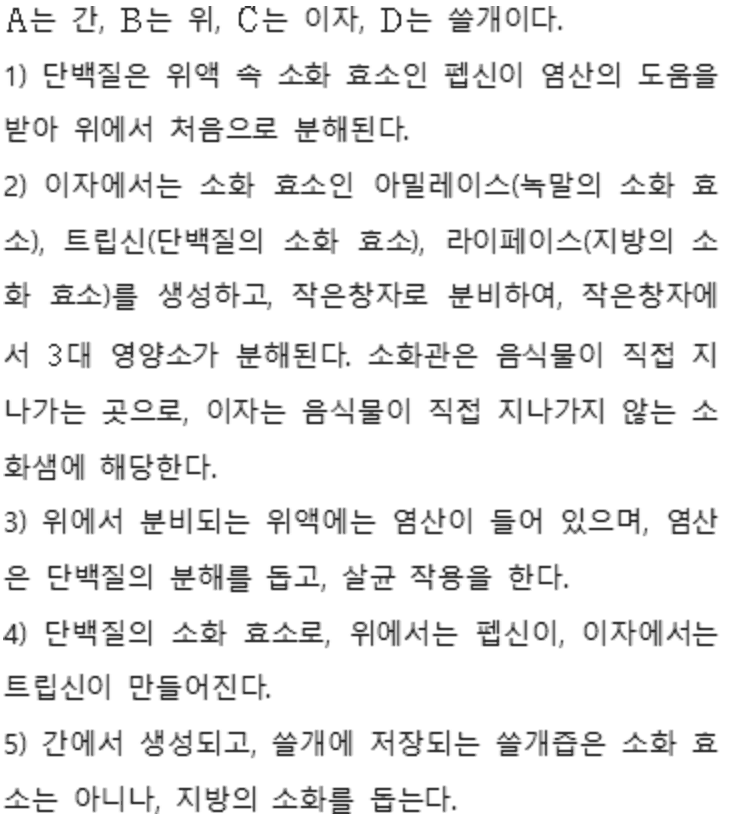 A는 간, B는 위, C는 이자, D는 쓸개이다.
1) 단백질은 위액 속 소화 효소인 펩신이 염산의 도움을
받아 위에서 처음으로 분해된다.
2) 이자에서는 소화 효소인 아밀레이스(녹말의 소화 효
소), 트립신(단백질의 소화 효소), 라이페이스(지방의 소
화 효소)를 생성하고, 작은창자로 분비하여, 작은창자에
서 3대 영양소가 분해된다. 소화관은 음식물이 직접 지
나가는 곳으로, 이자는 음식물이 직접 지나가지 않는 소
화샘에 해당한다.
3) 위에서 분비되는 위액에는 염산이 들어 있으며, 염산
은 단백질의 분해를 돕고, 살균 작용을 한다.
4) 단백질의 소화 효소로, 위에서는 펩신이, 이자에서는
트립신이 만들어진다.
5) 간에서 생성되고, 쓸개에 저장되는 쓸개즙은 소화 효
소는 아니나, 지방의 소화를 돕는다.